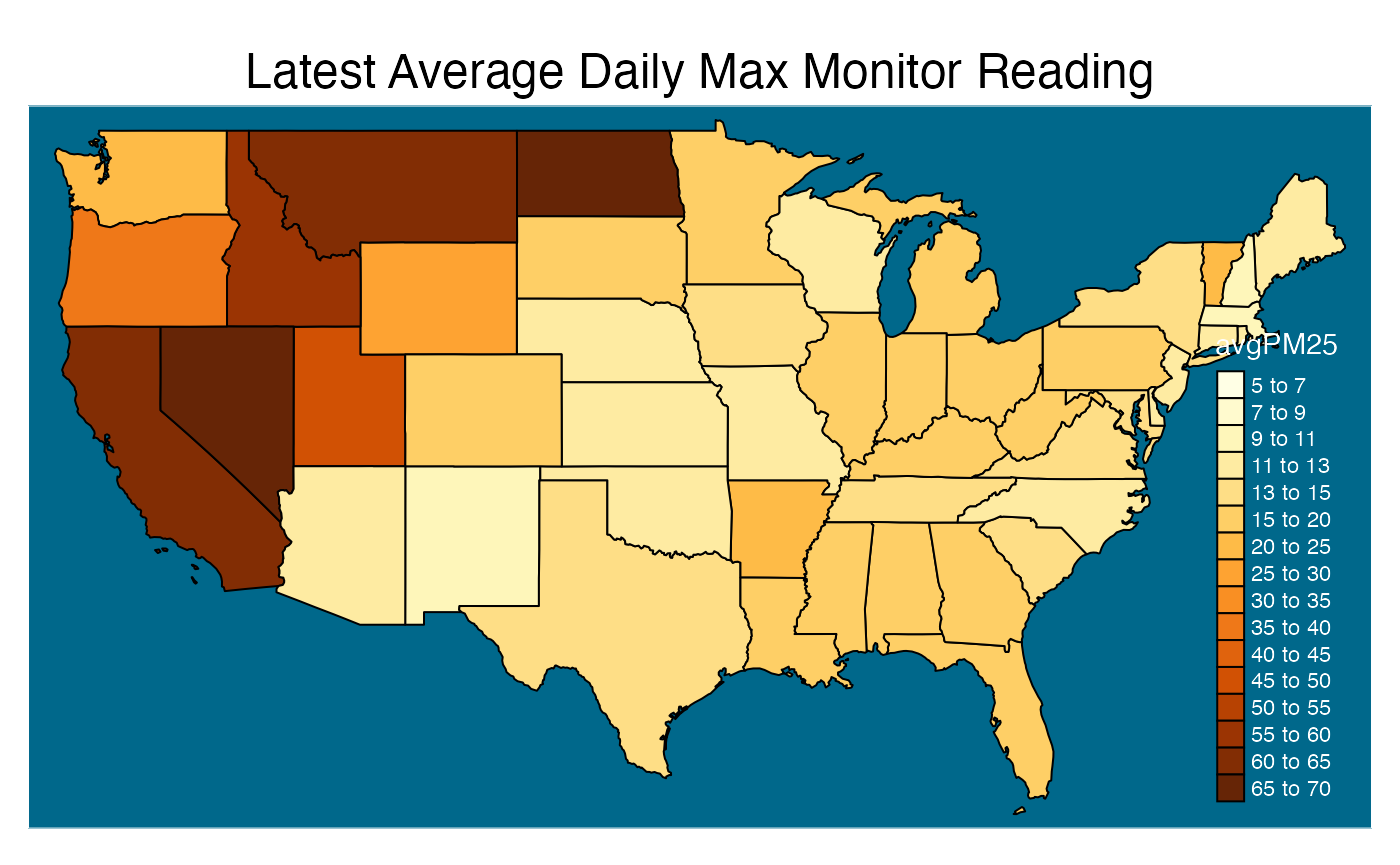 Latest Average Daily Max Monitor Reading
avgPM25
5 to 7
7 to 9
9 to 11
11 to 13
13 to 15
15 to 20
20 to 25
25 to 30
30 to 35
35 to 40
40 to 45
45 to 50
50 to 55
55 to 60
60 to 65
65 to 70